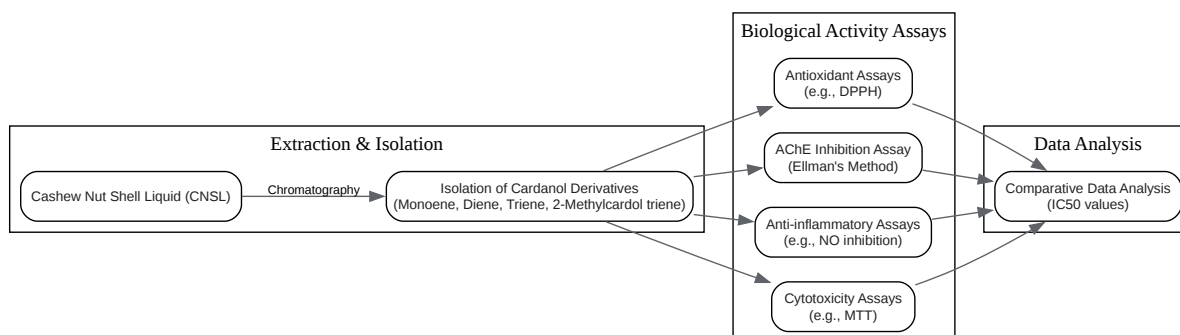 Extraction & Isolation
Cashew Nut Shell Liquid (CNSL)
Chromatography
Isolation of Cardanol Derivatives
(Monoene, Diene, Triene, 2-Methylcardol triene)
Biological Activity Assays
Antioxidant Assays
(e.g., DPPH)
AChE Inhibition Assay
(Ellman's Method)
Anti-inflammatory Assays
(e.g., NO inhibition)
Cytotoxicity Assays
(e.g., MTT)
Data Analysis
Comparative Data Analysis
(IC50 values)